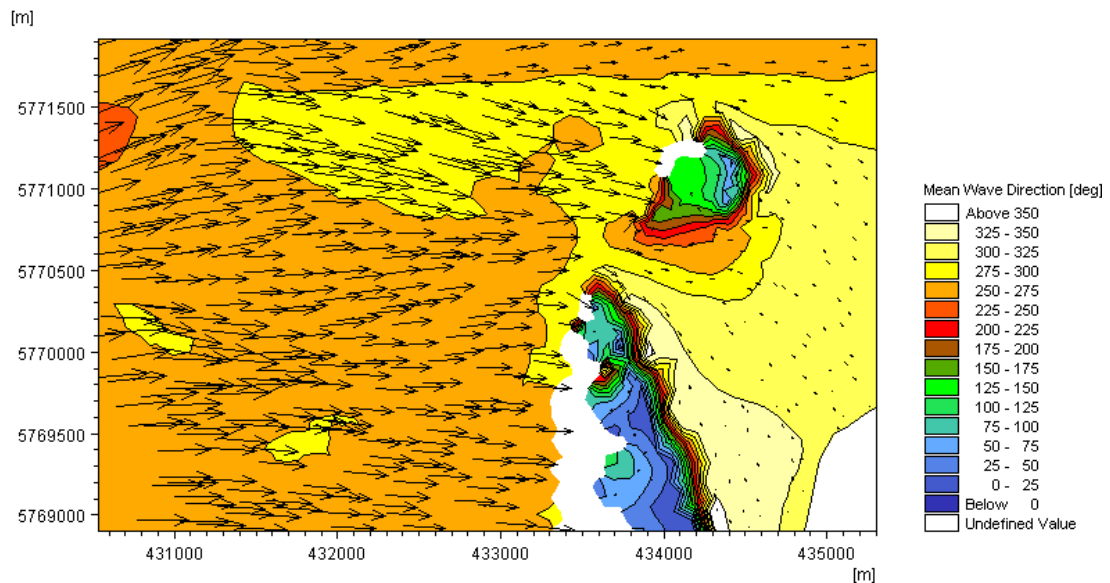 [m]
5771500
5771000
5770500
5770000
5769500
5769000
431000 432000 433000 434000 435000
[m]
Mean Wave Direction [deg]
Above 350
325 - 350
300 - 325
275 - 300
250 - 275
225 - 250
200 - 225
175 - 200
150 - 175
125 - 150
100 - 125
75 - 100
50 - 75
25 - 50
0 - 25
Below 0
Undefined Value